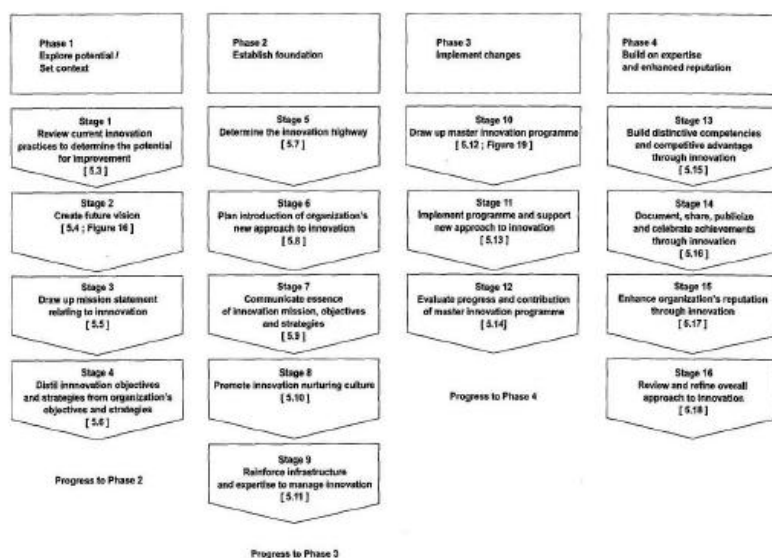 Phase 1
Explore potential /
Set context
Stage 1
Review current innovation
practices to determine the potential
for improvement
[ 5.3 ]
Stage 2
Create future vision
[ 5.4 ; Figure 16 ]
Stage 3
Draw up mission statement
relating to innnovation
[ 5.5 ]
Stage 4
Distil innnovation objectives
and strategies from organization's
objectives and strategies
[ 5.6 ]
Progress to Phase 2
Phase 2
Establish foundation
Stage 5
Determine the innovation highway
[ 5.7 ]
Stage 6
Plan introduction of organization's
new approach to innovation
[ 5.8 ]
Stage 7
Communicate essence
of innovation mission, objectives
and strategies
[ 5.9 ]
Stage 8
Promote innovation nurturing culture
[ 5.10 ]
Stage 9
Reinforce infrastructure
and expertise to manage innovation
[ 5.11 ]
Progress to Phase 3
Phase 3
Implement changes
Stage 10
Draw up master innovation programme
[ 5.12 ; Figure 19 ]
Stage 11
Implement programme and support
new approach to innovation
[ 5.13 ]
Stage 12
Evaluate progress and contribution
of master innovation programme
[ 5.14]
Progress to Phase 4
Phase 4
Build on expertise
and enhanced reputation
Stage 13
Build distinctive competencies
and competitive advantage
through innovation
[ 5.15 ]
Stage 14
Document, share, publicize
and celebrate achievements
through innovation
[ 5.16 ]
Stage 15
Enhance organization's reputation
through innovation
[ 5.17 ]
Stage 16
Review and refine overall
approach to innovation
[ 5.18 ]